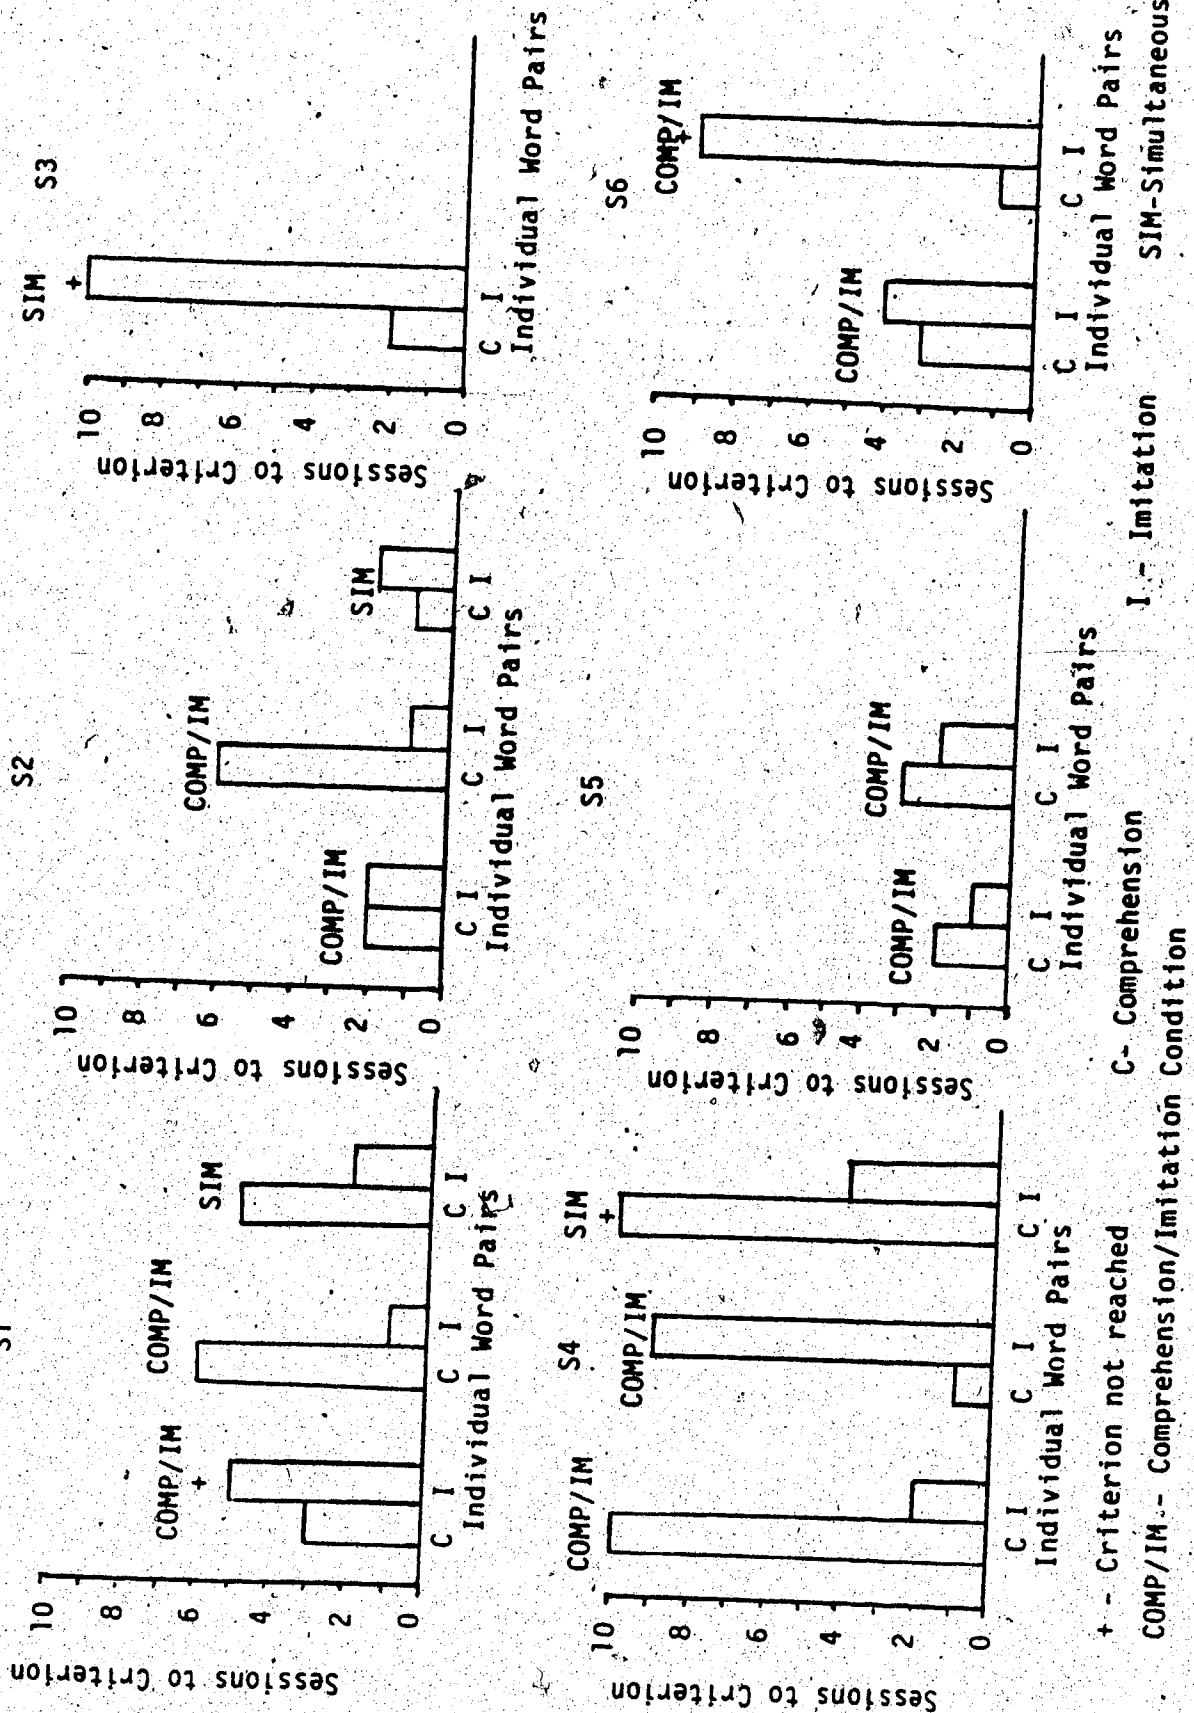 S1
Sessions to Criterion
10
8
6
4
2
0
COMP/IM
+
C I
COMP/IM
C I
SIM
C I
Individual Word Pairs
S2
Sessions to Criterion
10
8
6
4
2
0
COMP/IM
C I
COMP/IM
C I
SIM
C I
Individual Word Pairs
S3
Sessions to Criterion
10
8
6
4
2
0
SIM
+
C I
Individual Word Pairs
S4
Sessions to Criterion
10
8
6
4
2
0
COMP/IM
C I
COMP/IM
C I
SIM
+
C I
Individual Word Pairs
S5
Sessions to Criterion
10
8
6
4
2
0
COMP/IM
C I
COMP/IM
C I
Individual Word Pairs
S6
Sessions to Criterion
10
8
6
4
2
0
COMP/IM
C I
COMP/IM
+
C I
Individual Word Pairs
+ - Criterion not reached C- Comprehension I.- Imitation SIM-Simultaneous
COMP/IM.- Comprehension/Imitation Condition